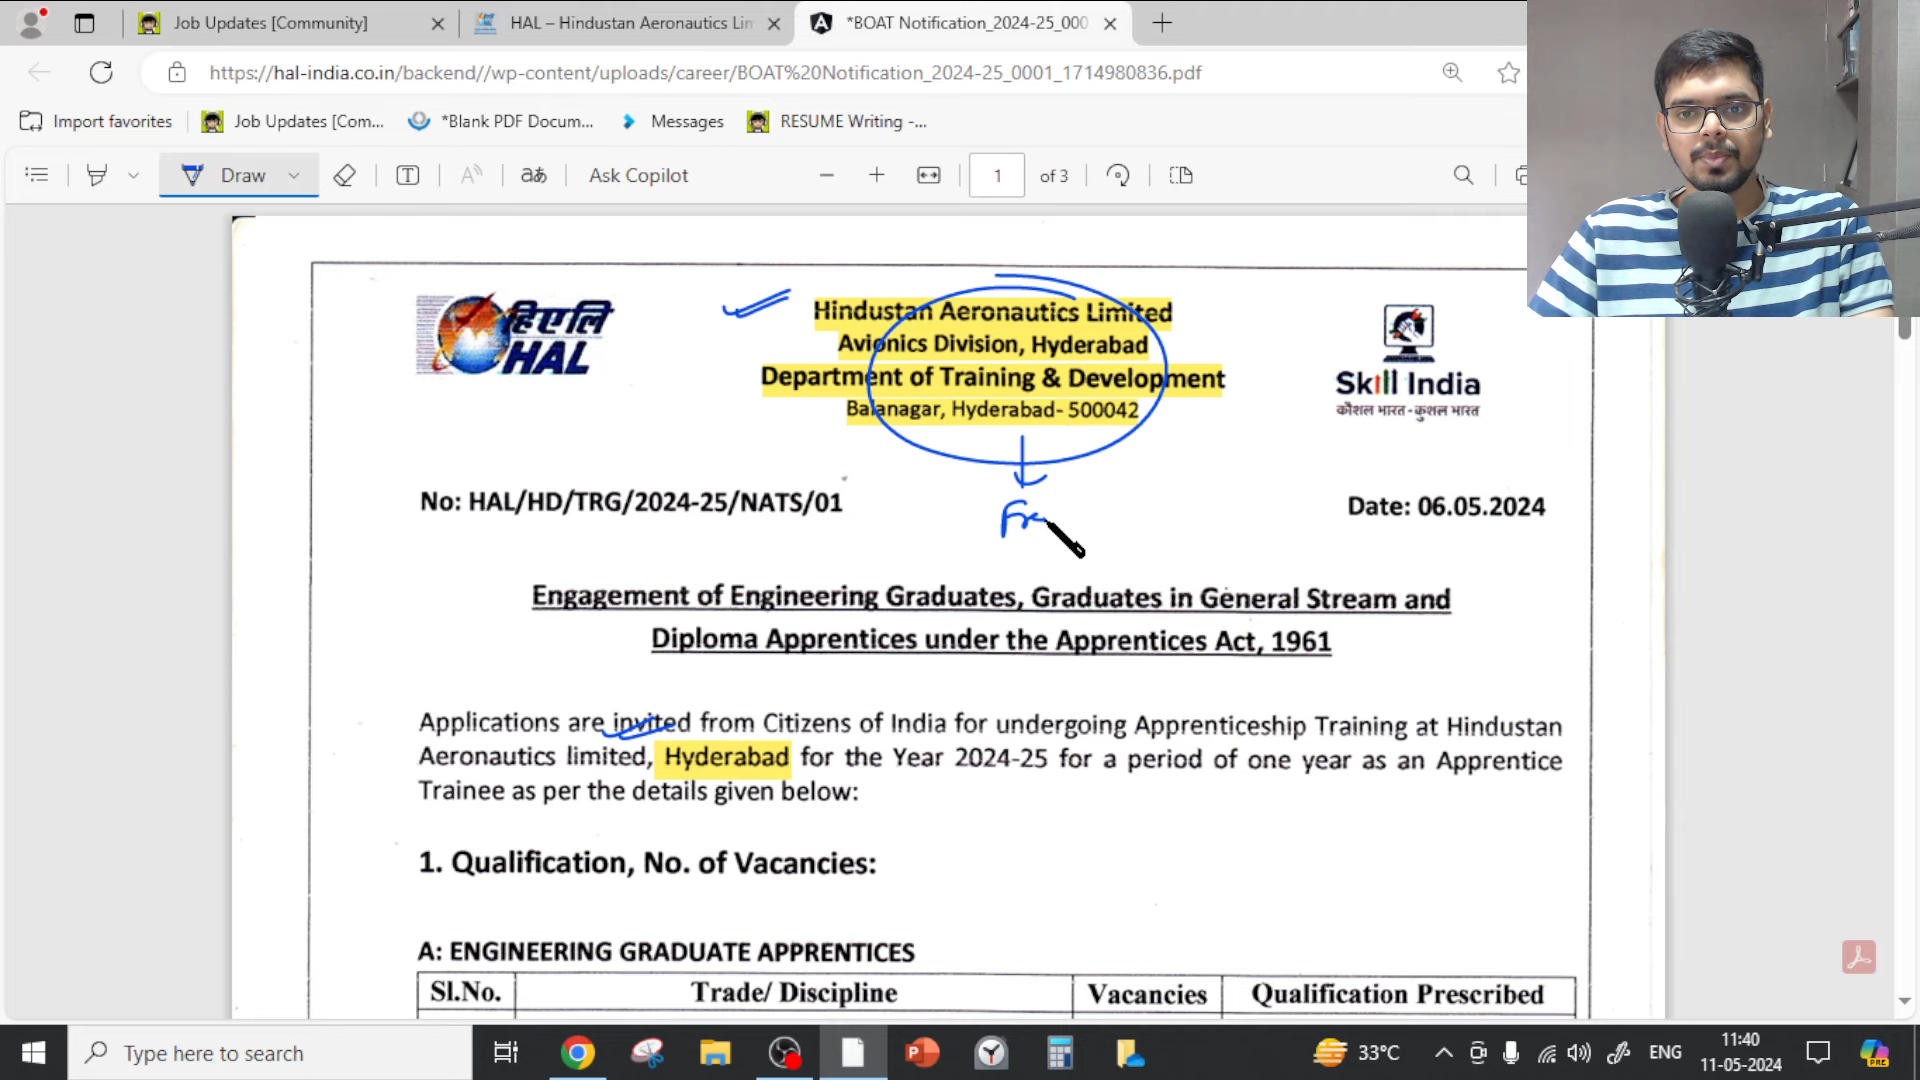 Job Updates [Community]
HAL – Hindustan Aeronautics Lim
*BOAT Notification_2024-25_000
https://hal-india.co.in/backend//wp-content/uploads/career/BOAT%20Notification_2024-25_0001_1714980836.pdf
Import favorites
Job Updates [Com...
*Blank PDF Docum...
Messages
RESUME Writing -...
Draw
aあ
Ask Copilot
1 of 3
हिएलि
HAL
Hindustan Aeronautics Limited
Avionics Division, Hyderabad
Department of Training & Development
Balanagar, Hyderabad- 500042
Skill India
कौशल भारत - कुशल भारत
No: HAL/HD/TRG/2024-25/NATS/01
Date: 06.05.2024
Fre
Engagement of Engineering Graduates, Graduates in General Stream and
Diploma Apprentices under the Apprentices Act, 1961
Applications are invited from Citizens of India for undergoing Apprenticeship Training at Hindustan
Aeronautics limited, Hyderabad for the Year 2024-25 for a period of one year as an Apprentice
Trainee as per the details given below:
1. Qualification, No. of Vacancies:
A: ENGINEERING GRADUATE APPRENTICES
Sl.No. Trade/ Discipline Vacancies Qualification Prescribed
Type here to search
33°C
ENG
11:40
11-05-2024
PRE